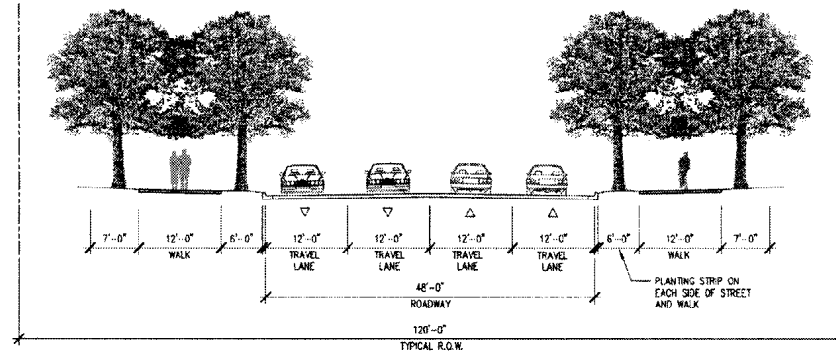 7'-0" 12'-0" 6'-0" 12'-0" 12'-0" 12'-0" 12'-0" 6'-0" 12'-0" 7'-0"
WALK TRAVEL TRAVEL TRAVEL TRAVEL WALK
LANE LANE LANE LANE
PLANTING STRIP ON
EACH SIDE OF STREET
AND WALK
48'-0"
ROADWAY
120'-0"
TYPICAL R.O.W.